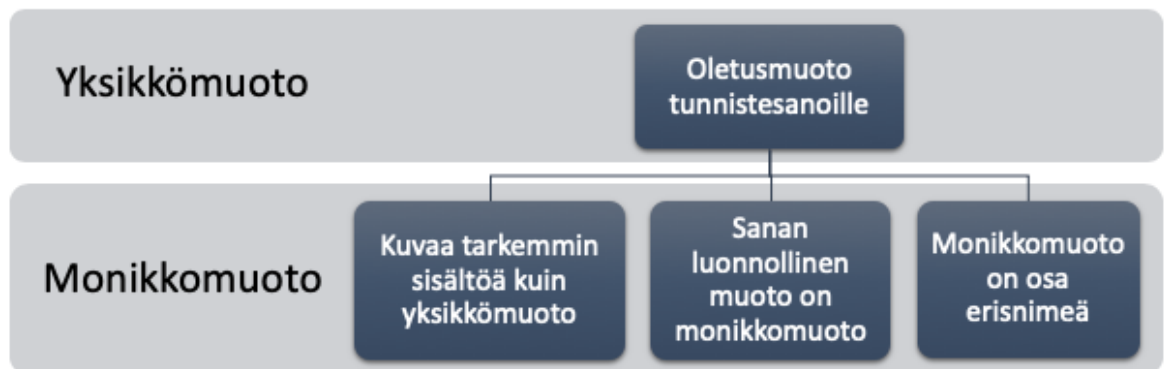 Yksikkömuoto
Oletusmuoto
tunnistesanoille
Monikkomuoto
Kuvaa tarkemmin
sisältöä kuin
yksikkömuoto
Sanan
luonnollinen
muoto on
monikkomuoto
Monikkomuoto
on osa
erisnimeä